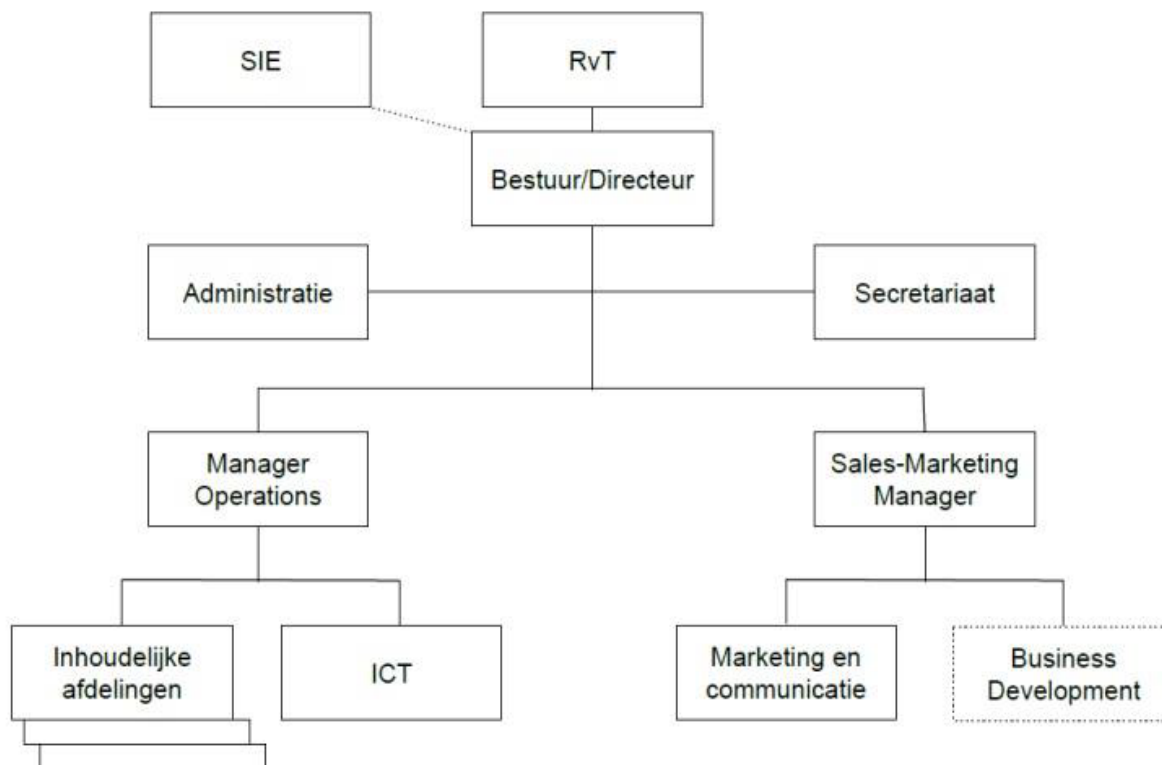 SIE
RvT
Bestuur/Directeur
Administratie
Secretariaat
Manager
Operations
Sales-Marketing
Manager
Inhoudelijke
afdelingen
ICT
Marketing en
communicatie
Business
Development